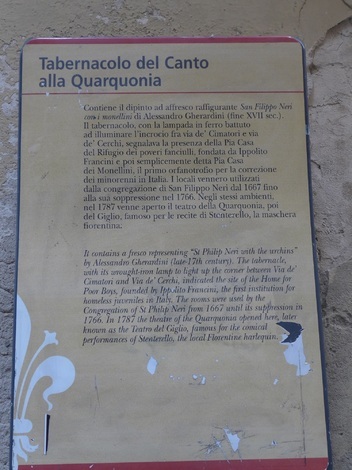 Tabernacolo del Canto
alla Quarquonia
Contiene il dipinto ad affresco raffigurante San Filippo Neri
con i monellini di Alessandro Gherardini (fine XVII sec.).
Il tabernacolo, con la lampada in ferro battuto
ad illuminare l'incrocio fra via de' Cimatori e via
de' Cerchi, segnalava la presenza della Pia Casa
del Rifugio dei poveri fanciulli, fondata da Ippolito
Francini e poi semplicemente detta Pia Casa
dei Monellini, il primo orfanotrofio per la correzione
dei minorenni in Italia. I locali vennero utilizzati
dalla congregazione di San Filippo Neri dal 1667 fino
alla sua soppressione nel 1766. Negli stessi ambienti,
nel 1787 venne aperto il teatro della Quarquonia, poi
del Giglio, famoso per le recite di Stenterello, la maschera
fiorentina.
It contains a fresco representing "St Philip Neri with the urchins"
by Alessandro Gherardini (late 17th century). The tabernacle,
with its wrought-iron lamp to light up the corner between Via de'
Cimatori and Via de' Cerchi, indicated the site of the Home for
Poor Boys, founded by Ippolito Francini, the first institution for
homeless juveniles in Italy. The rooms were used by the
Congregation of St Philip Neri from 1667 until its suppression in
1766. In 1787 the theatre of the Quarquonia opened here, later
known as the Teatro del Giglio, famous for the comical
performances of Stenterello, the local Florentine harlequin.